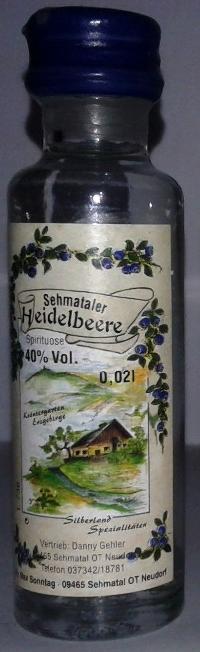 Sehmataler
Heidelbeere
Spirituose
40% Vol.
0,02l
Kräutergarten
Erzgebirge
Silberland
Spezialitäten
Vertrieb: Danny Gehler
Sehmatal OT Neudorf
Telefon 037342/18781
Sonntag · 09465 Sehmatal OT Neudorf